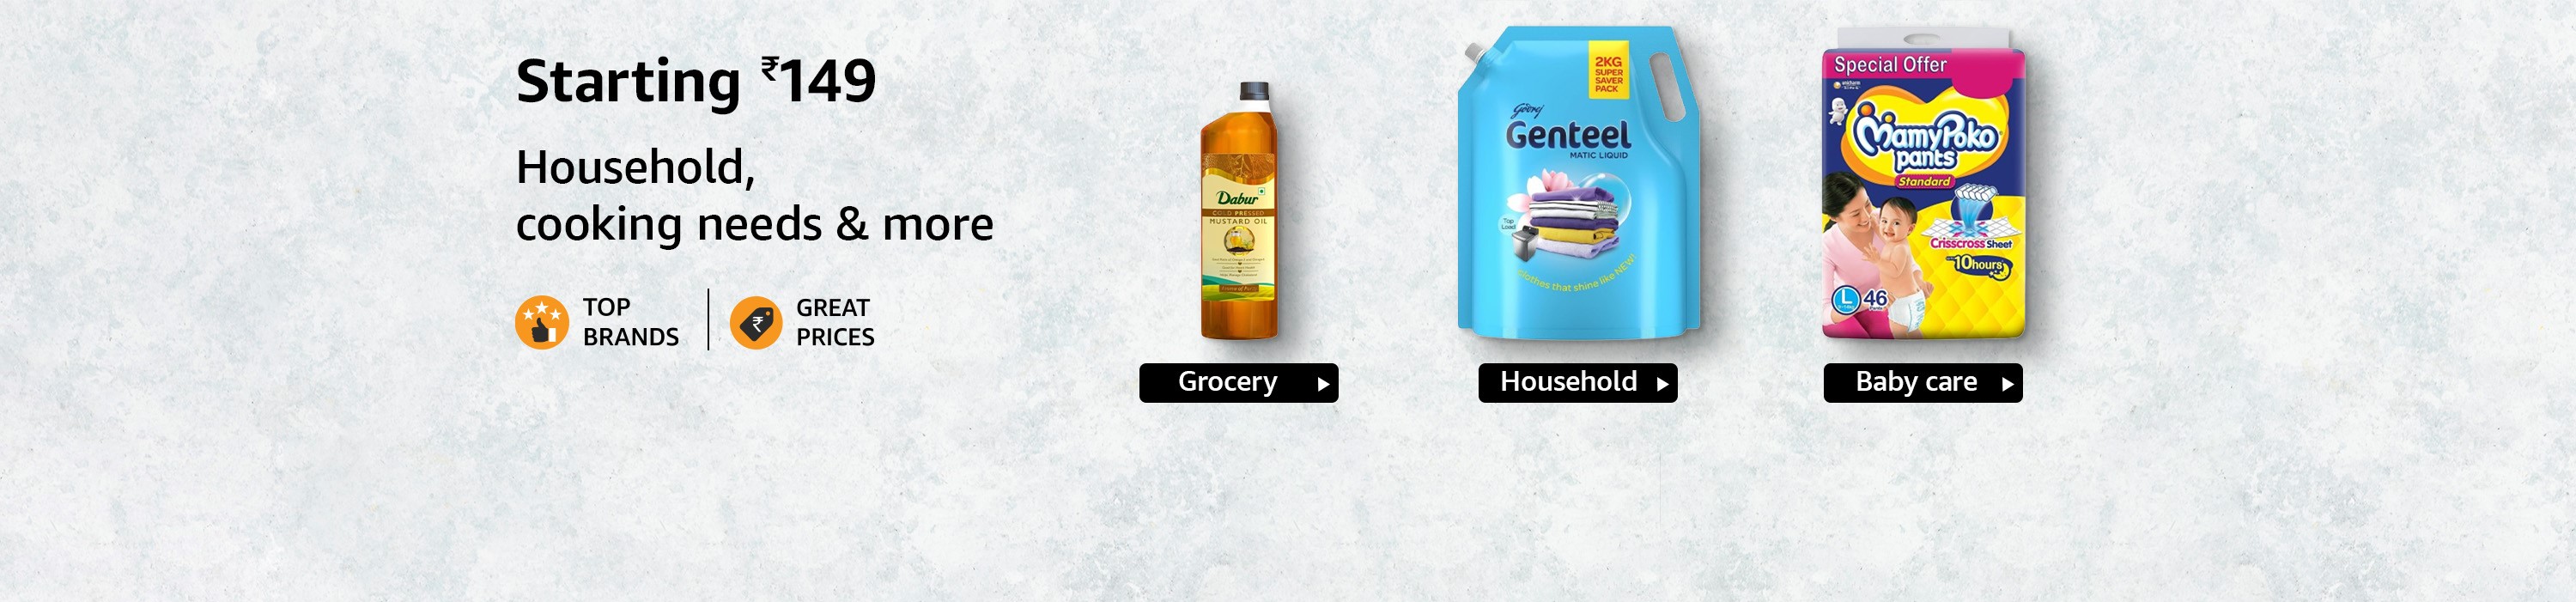 Starting ₹149
Household,
cooking needs & more
TOP
BRANDS
GREAT
PRICES
Dabur
COLD PRESSED
MUSTARD OIL
Grocery
2KG
SUPER
SAVER
PACK
Godrej
Genteel
MATIC LIQUID
Top
Load
clothes that shine like NEW!
Household
Special Offer
MamyPoko
pants
Standard
Crisscross Sheet
10hours
L
46
Baby care